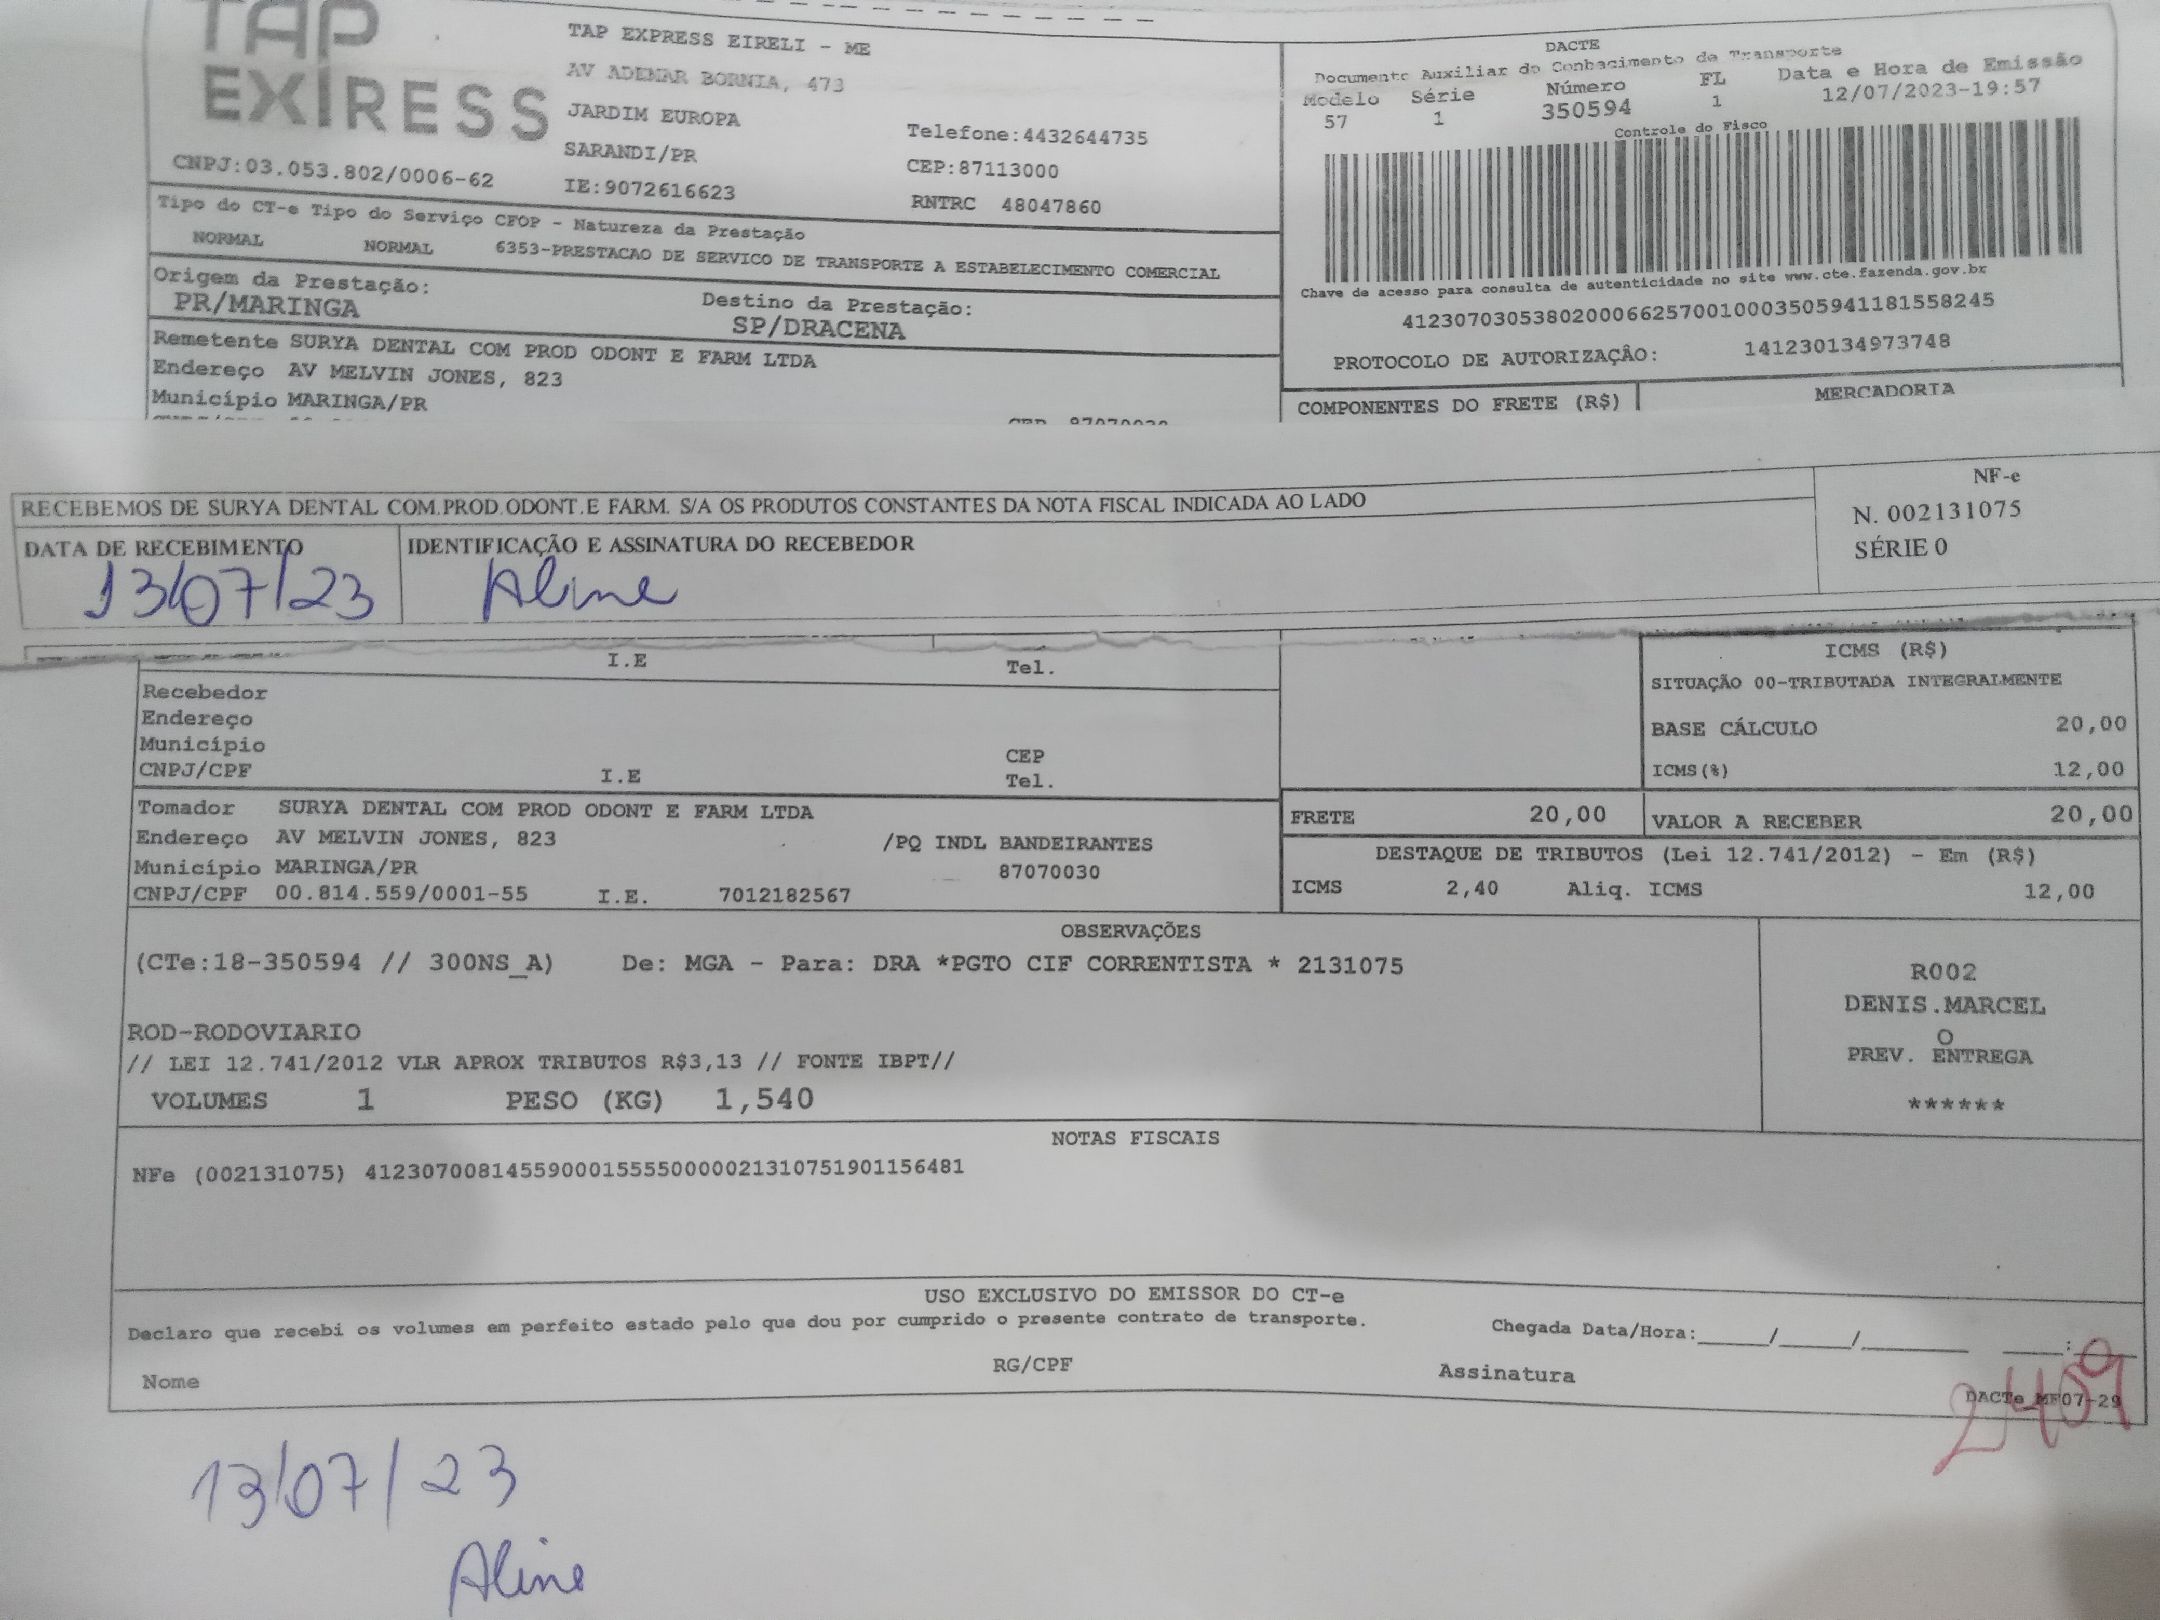 TAP
EXIRESS
CNPJ:03.053.802/0006-62
TAP EXPRESS EIRELI - ME
AV ADEMAR BORNIA, 473
JARDIM EUROPA
SARANDI/PR
IE:9072616623
Telefone:4432644735
CEP:87113000
RNTRC 48047860
DACTE
Documento Auxiliar do Conhecimento de Transporte
Modelo Série Número FL Data e Hora de Emissão
57 1 350594 1 12/07/2023-19:57
Controle do Fisco
Chave de acesso para consulta de autenticidade no site www.cte.fazenda.gov.br
41230703053802000662570010003505941181558245
PROTOCOLO DE AUTORIZAÇÃO: 141230134973748
Tipo do CT-e Tipo do Serviço CFOP - Natureza da Prestação
NORMAL NORMAL 6353-PRESTACAO DE SERVICO DE TRANSPORTE A ESTABELECIMENTO COMERCIAL
Origem da Prestação: Destino da Prestação:
PR/MARINGA SP/DRACENA
Remetente SURYA DENTAL COM PROD ODONT E FARM LTDA
Endereço AV MELVIN JONES, 823
Município MARINGA/PR
CEP 87070030
COMPONENTES DO FRETE (R$) MERCADORIA
RECEBEMOS DE SURYA DENTAL COM.PROD.ODONT.E FARM. S/A OS PRODUTOS CONSTANTES DA NOTA FISCAL INDICADA AO LADO
DATA DE RECEBIMENTO IDENTIFICAÇÃO E ASSINATURA DO RECEBEDOR
13/07/23 Aline
NF-e
N. 002131075
SÉRIE 0
I.E Tel.
Recebedor
Endereço
Município CEP
CNPJ/CPF I.E Tel.
ICMS (R$)
SITUAÇÃO 00-TRIBUTADA INTEGRALMENTE
BASE CÁLCULO 20,00
ICMS(%) 12,00
Tomador SURYA DENTAL COM PROD ODONT E FARM LTDA
Endereço AV MELVIN JONES, 823 /PQ INDL BANDEIRANTES
Município MARINGA/PR 87070030
CNPJ/CPF 00.814.559/0001-55 I.E. 7012182567
FRETE 20,00 VALOR A RECEBER 20,00
DESTAQUE DE TRIBUTOS (Lei 12.741/2012) - Em (R$)
ICMS 2,40 Aliq. ICMS 12,00
OBSERVAÇÕES
(CTe:18-350594 // 300NS_A) De: MGA - Para: DRA *PGTO CIF CORRENTISTA * 2131075
ROD-RODOVIARIO
// LEI 12.741/2012 VLR APROX TRIBUTOS R$3,13 // FONTE IBPT//
VOLUMES 1 PESO (KG) 1,540
R002
DENIS.MARCEL
O
PREV. ENTREGA
******
NOTAS FISCAIS
NFe (002131075) 41230700814559000155550000021310751901156481
USO EXCLUSIVO DO EMISSOR DO CT-e
Declaro que recebi os volumes em perfeito estado pelo que dou por cumprido o presente contrato de transporte.
Chegada Data/Hora:_____/_____/________ ____:____
Nome RG/CPF Assinatura
DACTe MF07-29
2409
13/07/23
Aline